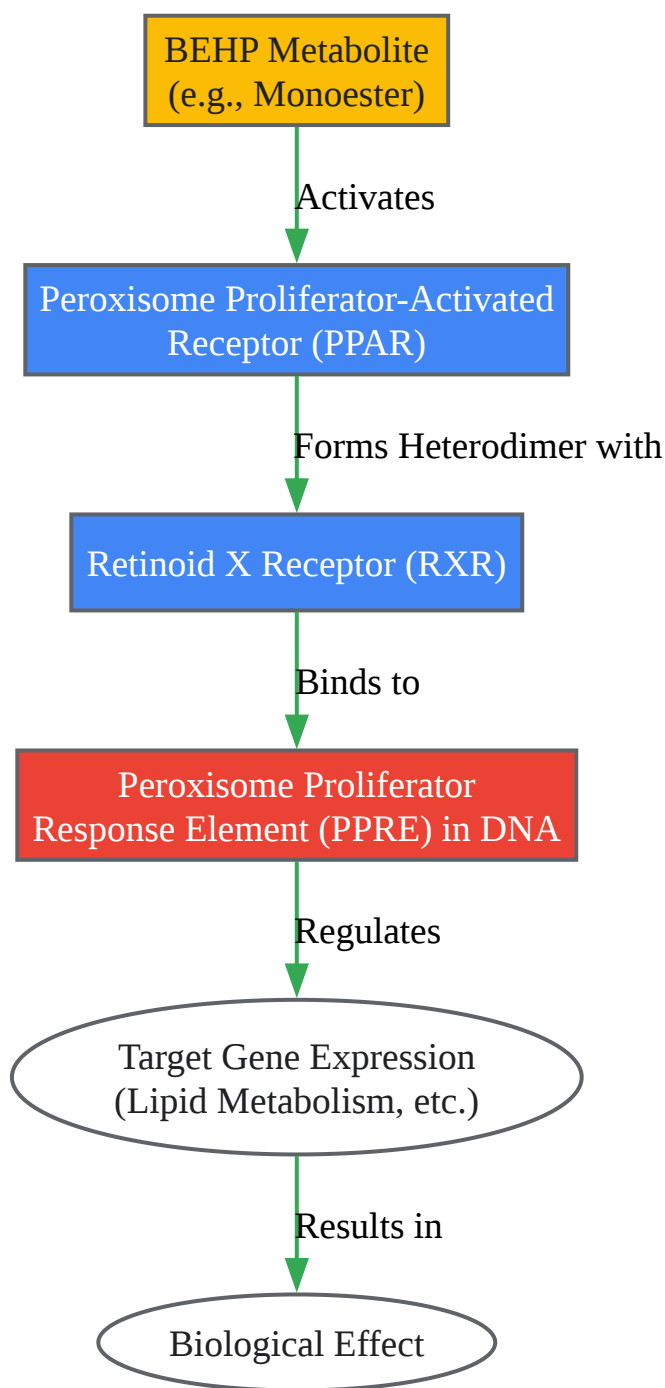 BEHP Metabolite
(e.g., Monoester)
Activates
Peroxisome Proliferator-Activated
Receptor (PPAR)
Forms Heterodimer with
Retinoid X Receptor (RXR)
Binds to
Peroxisome Proliferator
Response Element (PPRE) in DNA
Regulates
Target Gene Expression
(Lipid Metabolism, etc.)
Results in
Biological Effect